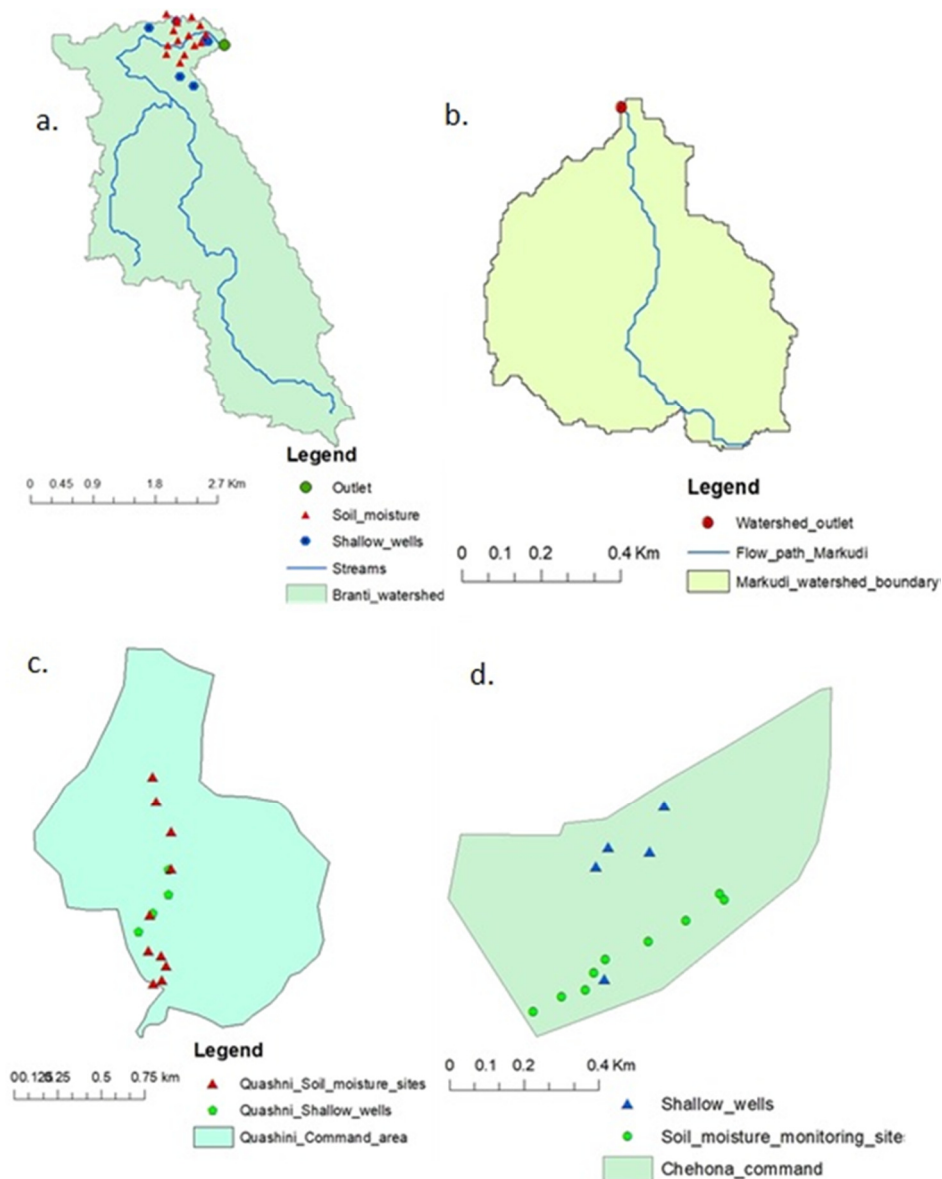 a.
Legend
0 0.45 0.9 1.8 2.7 Km
Outlet
Soil_moisture
Shallow_wells
Streams
Branti_watershed
b.
Legend
Watershed_outlet
0 0.1 0.2 0.4 Km
Flow_path_Markudi
Markudi_watershed_boundary
c.
Legend
0.5 0.75 km
Quashni_Soil_moisture_sites
Quashni_Shallow_wells
Quashini_Command_area
d.
0 0.1 0.2 0.4 Km
Shallow_wells
Soil_moisture_monitoring_site
Chehona_command